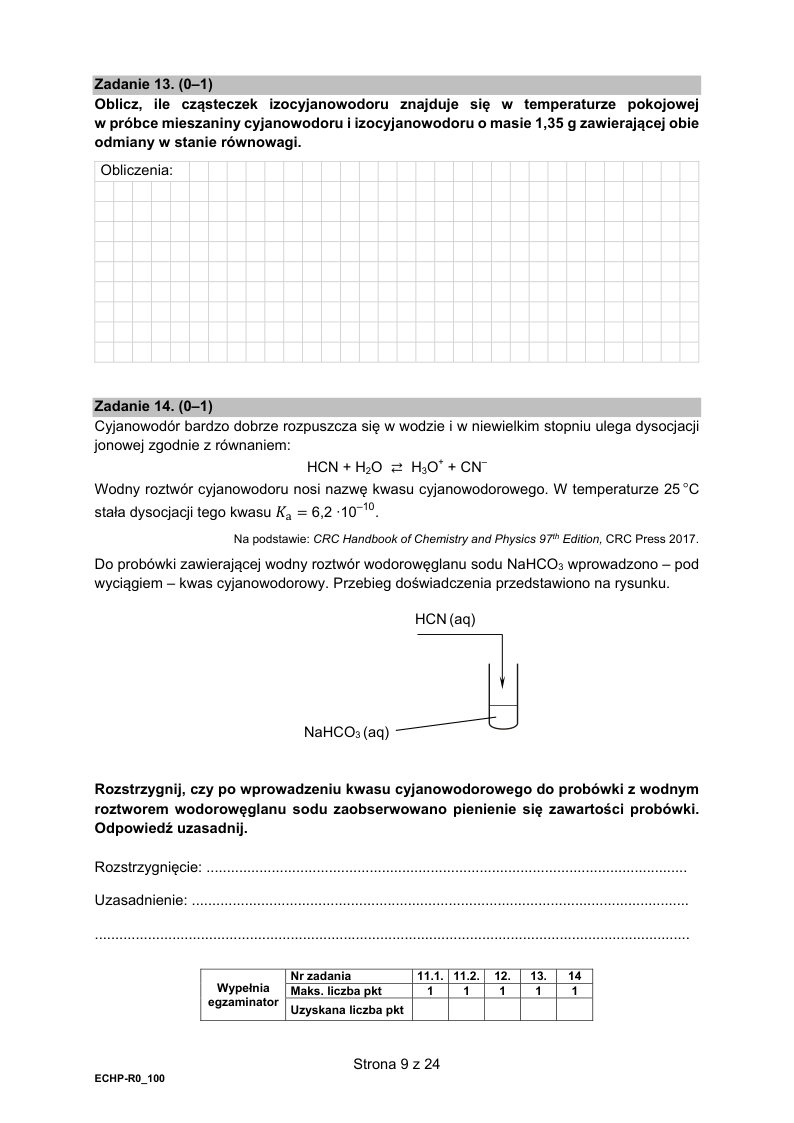 Zadanie 13. (0–1)
Oblicz, ile cząsteczek izocyjanowodoru znajduje się w temperaturze pokojowej
w próbce mieszaniny cyjanowodoru i izocyjanowodoru o masie 1,35 g zawierającej obie
odmiany w stanie równowagi.
Obliczenia:
Zadanie 14. (0–1)
Cyjanowodór bardzo dobrze rozpuszcza się w wodzie i w niewielkim stopniu ulega dysocjacji
jonowej zgodnie z równaniem:
HCN + H₂O ⇄ H₃O⁺ + CN⁻
Wodny roztwór cyjanowodoru nosi nazwę kwasu cyjanowodorowego. W temperaturze 25 °C
stała dysocjacji tego kwasu Kₐ = 6,2 ·10⁻¹⁰.
Na podstawie: CRC Handbook of Chemistry and Physics 97th Edition, CRC Press 2017.
Do probówki zawierającej wodny roztwór wodorowęglanu sodu NaHCO₃ wprowadzono – pod
wyciągiem – kwas cyjanowodorowy. Przebieg doświadczenia przedstawiono na rysunku.
HCN (aq)
NaHCO₃ (aq)
Rozstrzygnij, czy po wprowadzeniu kwasu cyjanowodorowego do probówki z wodnym
roztworem wodorowęglanu sodu zaobserwowano pienienie się zawartości probówki.
Odpowiedź uzasadnij.
Rozstrzygnięcie: ......................................................................................................................
Uzasadnienie: ..........................................................................................................................
..................................................................................................................................................
Wypełnia egzaminator
Nr zadania 11.1. 11.2. 12. 13. 14
Maks. liczba pkt 1 1 1 1 1
Uzyskana liczba pkt
Strona 9 z 24
ECHP-R0_100